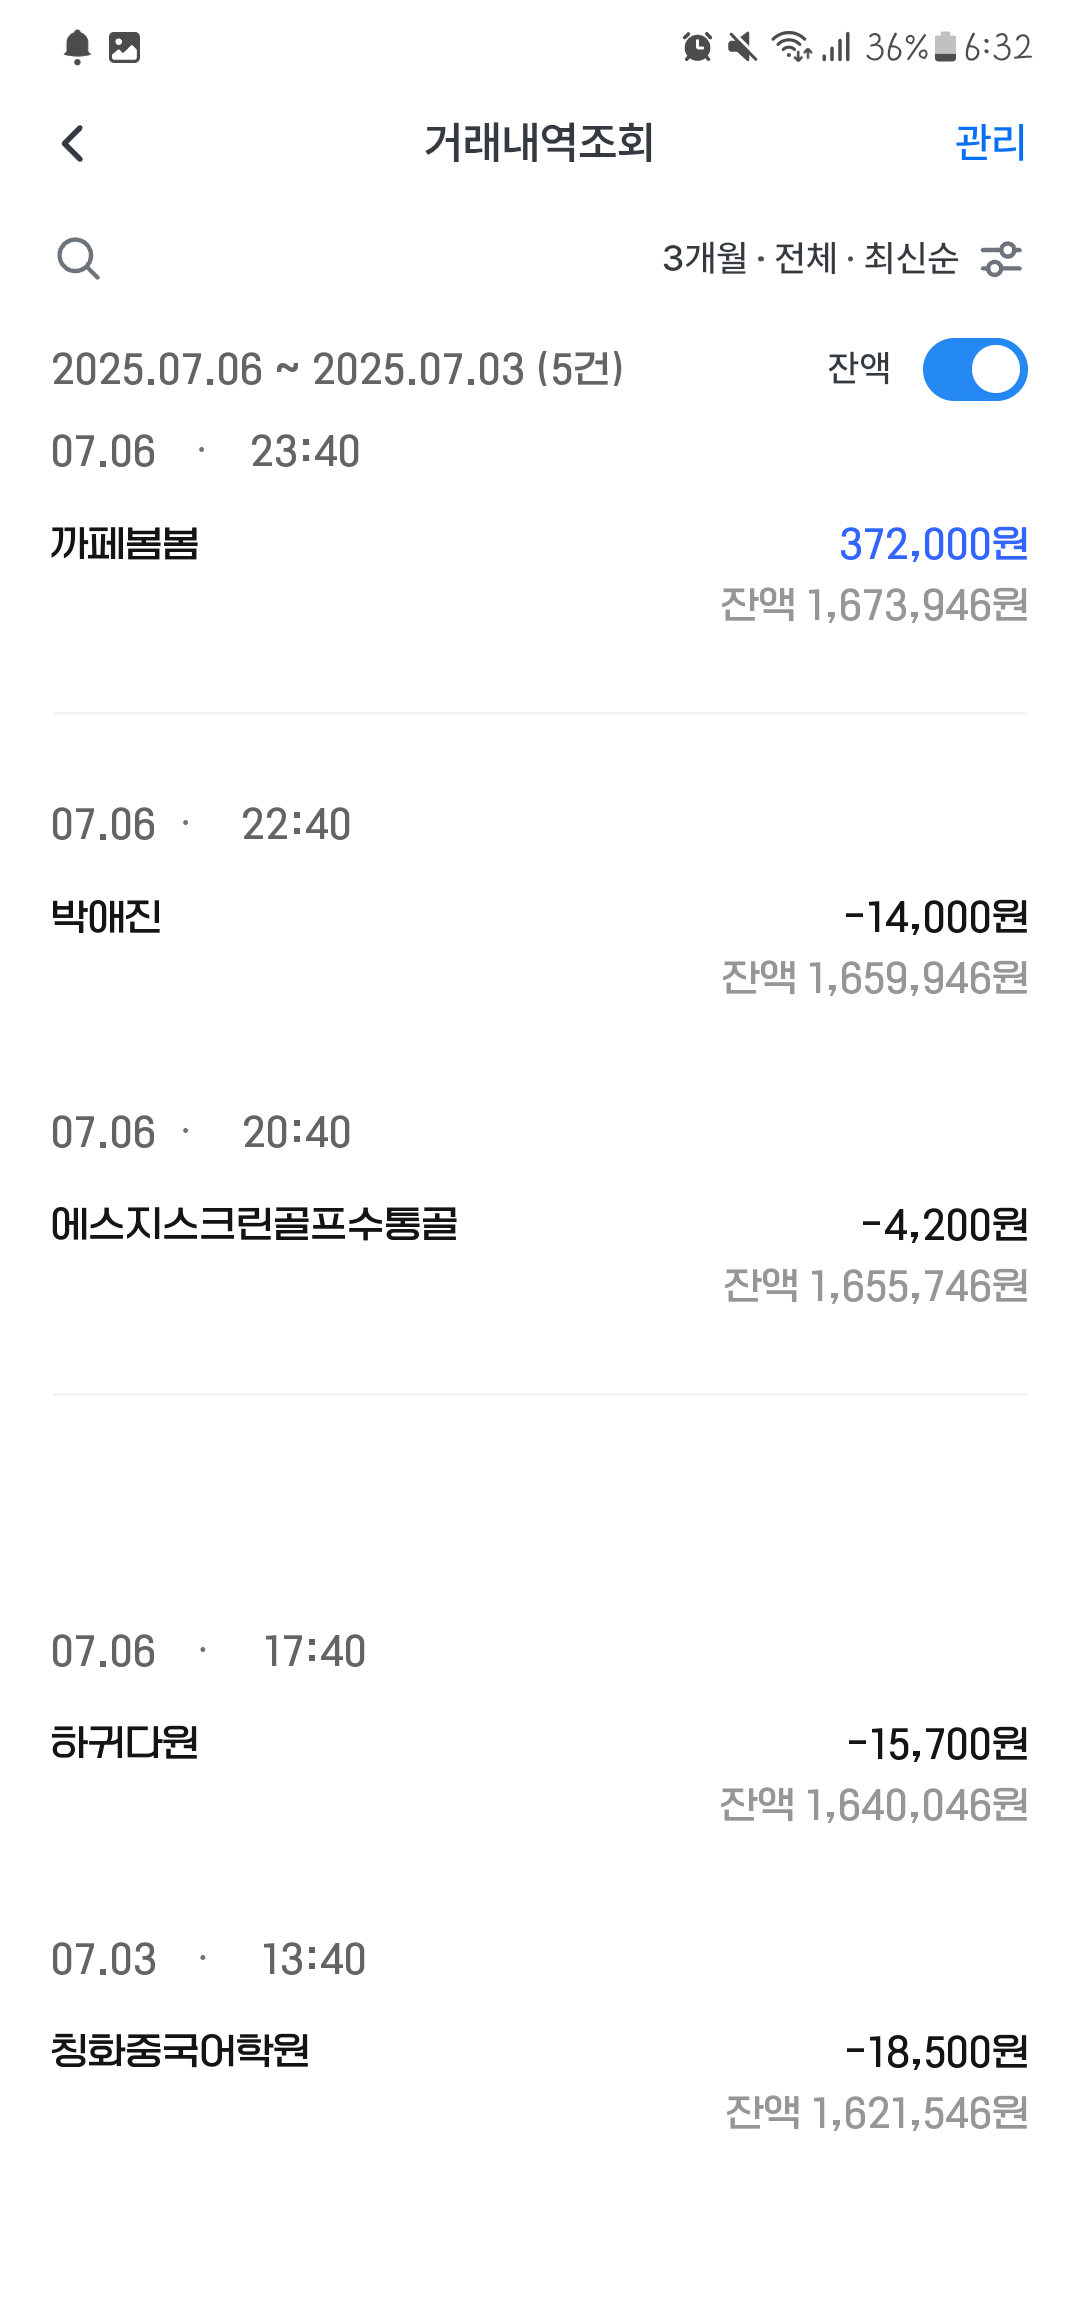 36% 6:32
거래내역조회 관리
3개월 · 전체 · 최신순
2025.07.06 ~ 2025.07.03 (5건) 잔액
07.06 · 23:40
까페봄봄 372,000원
잔액 1,673,946원
07.06 · 22:40
박애진 -14,000원
잔액 1,659,946원
07.06 · 20:40
에스지스크린골프수통골 -4,200원
잔액 1,655,746원
07.06 · 17:40
하귀다원 -15,700원
잔액 1,640,046원
07.03 · 13:40
칭화중국어학원 -18,500원
잔액 1,621,546원